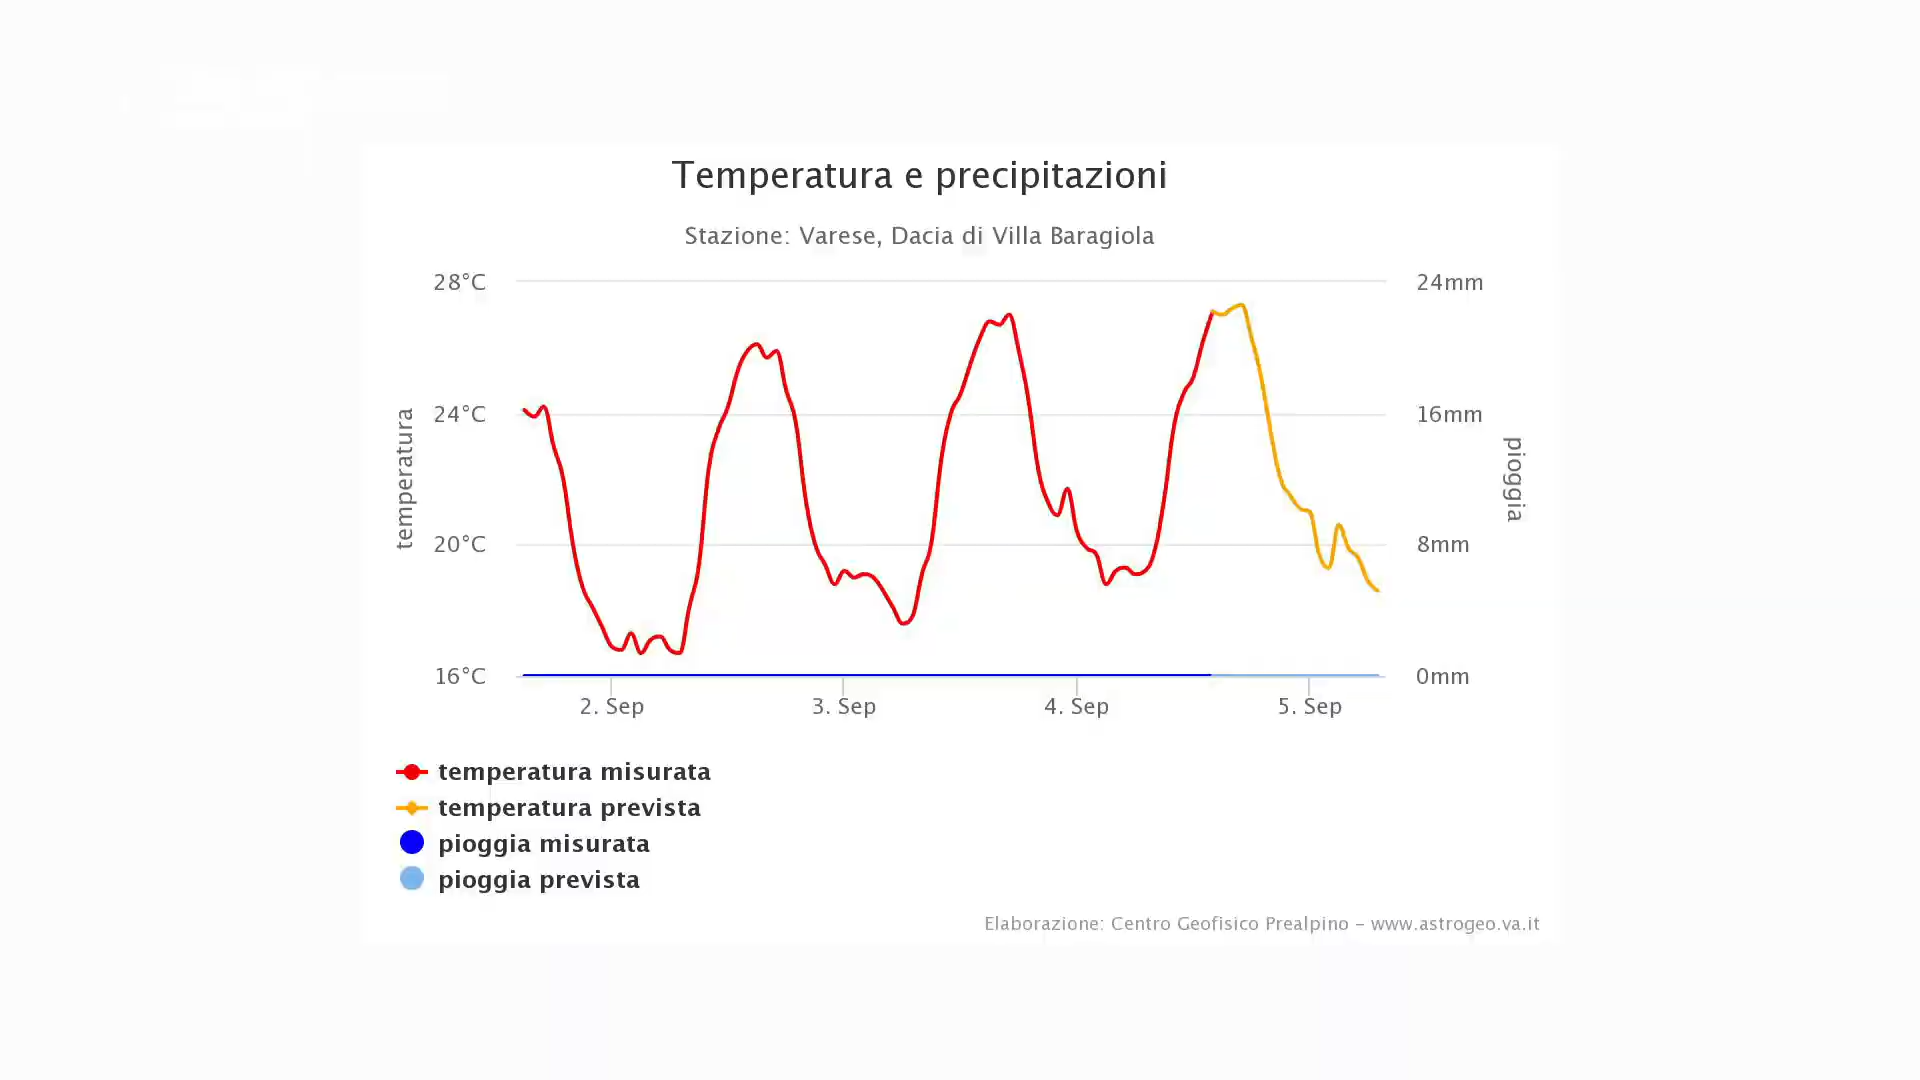 Temperatura e precipitazioni
Stazione: Varese, Dacia di Villa Baragiola
28°C
24mm
24°C
16mm
temperatura
pioggia
20°C
8mm
16°C
0mm
2. Sep
3. Sep
4. Sep
5. Sep
temperatura misurata
temperatura prevista
pioggia misurata
pioggia prevista
Elaborazione: Centro Geofisico Prealpino – www.astrogeo.va.it